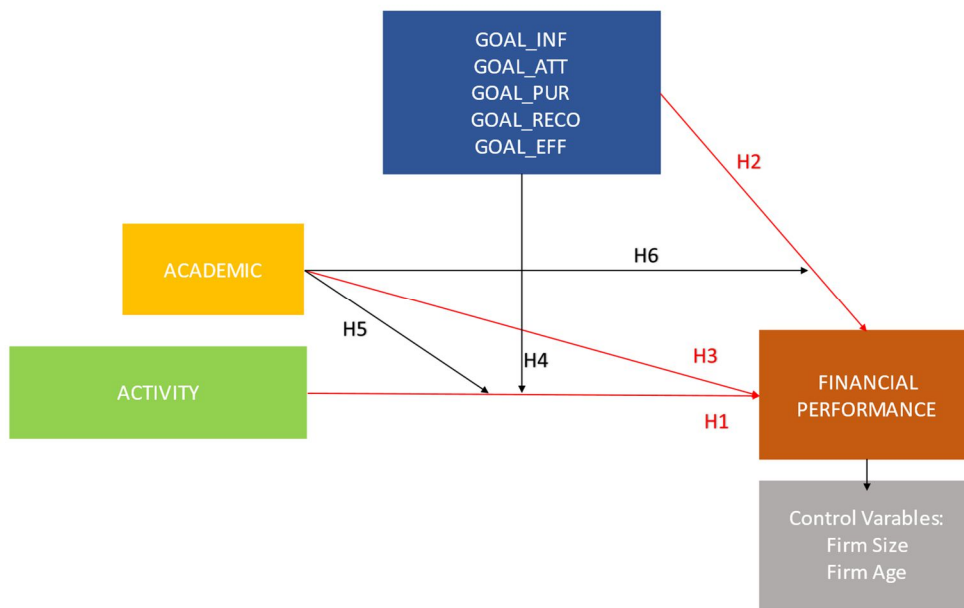 GOAL_INF
GOAL_ATT
GOAL_PUR
GOAL_RECO
GOAL_EFF
H2
ACADEMIC
H6
H5
H4
H3
ACTIVITY
H1
FINANCIAL
PERFORMANCE
Control Varables:
Firm Size
Firm Age